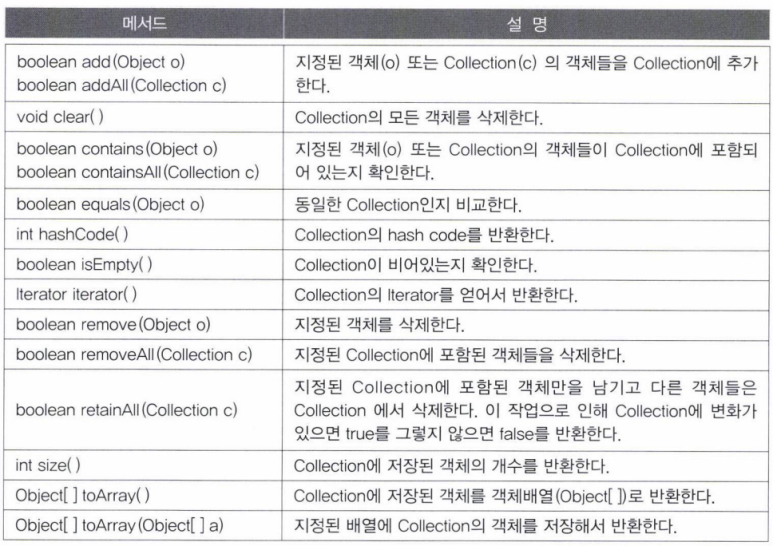 메서드 설 명
boolean add(Object o)
boolean addAll(Collection c)
지정된 객체(o) 또는 Collection(c) 의 객체들을 Collection에 추가
한다.
void clear( )
Collection의 모든 객체를 삭제한다.
boolean contains(Object o)
boolean containsAll(Collection c)
지정된 객체(o) 또는 Collection의 객체들이 Collection에 포함되
어 있는지 확인한다.
boolean equals(Object o)
동일한 Collection인지 비교한다.
int hashCode( )
Collection의 hash code를 반환한다.
boolean isEmpty( )
Collection이 비어있는지 확인한다.
Iterator iterator( )
Collection의 Iterator를 얻어서 반환한다.
boolean remove(Object o)
지정된 객체를 삭제한다.
boolean removeAll(Collection c)
지정된 Collection에 포함된 객체들을 삭제한다.
boolean retainAll(Collection c)
지정된 Collection에 포함된 객체만을 남기고 다른 객체들은
Collection 에서 삭제한다. 이 작업으로 인해 Collection에 변화가
있으면 true를 그렇지 않으면 false를 반환한다.
int size( )
Collection에 저장된 객체의 개수를 반환한다.
Object[ ] toArray( )
Collection에 저장된 객체를 객체배열(Object[ ])로 반환한다.
Object[ ] toArray(Object[ ] a)
지정된 배열에 Collection의 객체를 저장해서 반환한다.